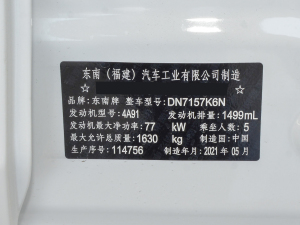 东南（福建）汽车工业有限公司制造
品牌：东南牌 整车型号：DN7157K6N
发动机型号：4A91 发动机排量：1499mL
发动机最大净功率：77 kW 乘坐人数：5
最大允许总质量：1630 kg 制造国：中国
生产序号：114756 制造年月：2021年05月